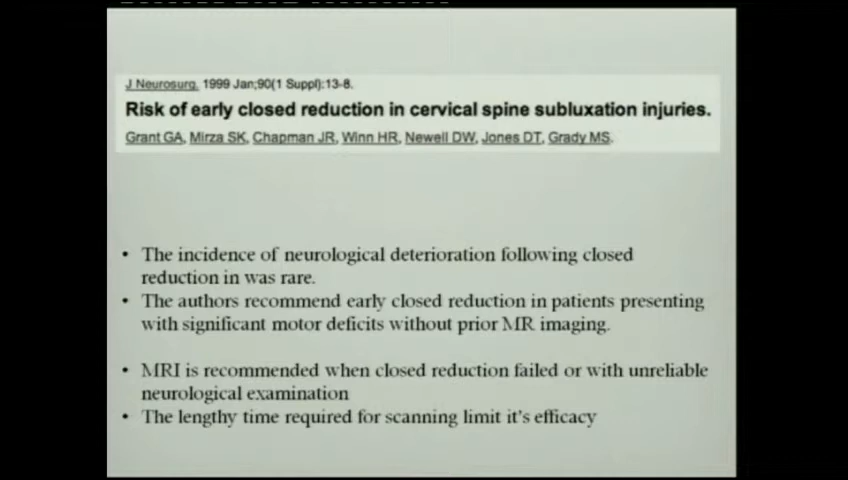 J Neurosurg. 1999 Jan;90(1 Suppl):13-8.
Risk of early closed reduction in cervical spine subluxation injuries.
Grant GA, Mirza SK, Chapman JR, Winn HR, Newell DW, Jones DT, Grady MS.
• The incidence of neurological deterioration following closed
reduction in was rare.
• The authors recommend early closed reduction in patients presenting
with significant motor deficits without prior MR imaging.
• MRI is recommended when closed reduction failed or with unreliable
neurological examination
• The lengthy time required for scanning limit it's efficacy